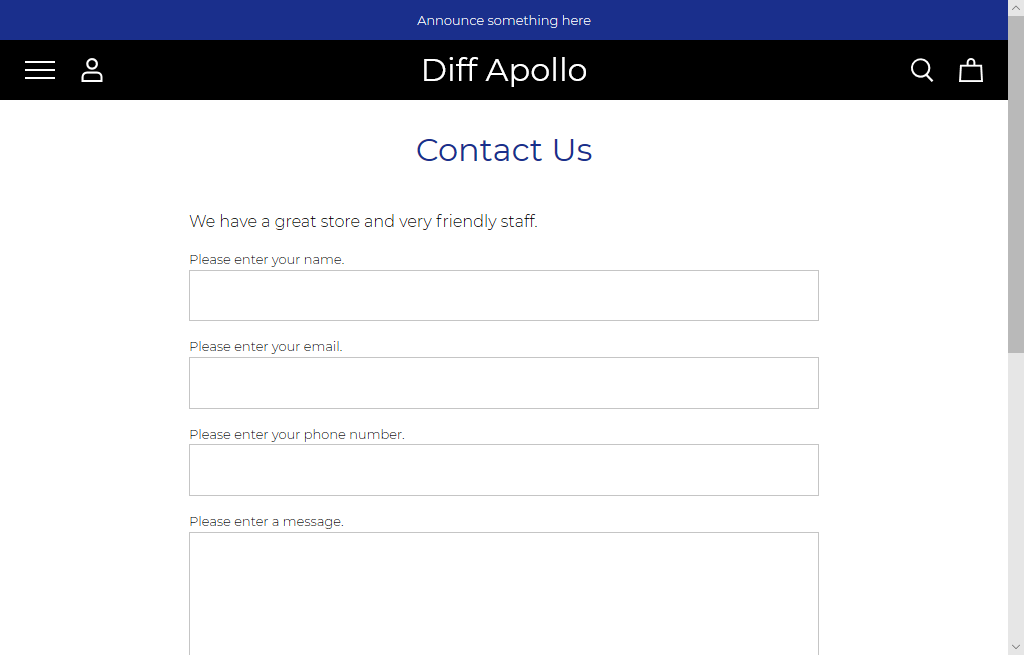 Announce something here
Diff Apollo
Contact Us
We have a great store and very friendly staff.
Please enter your name.
Please enter your email.
Please enter your phone number.
Please enter a message.